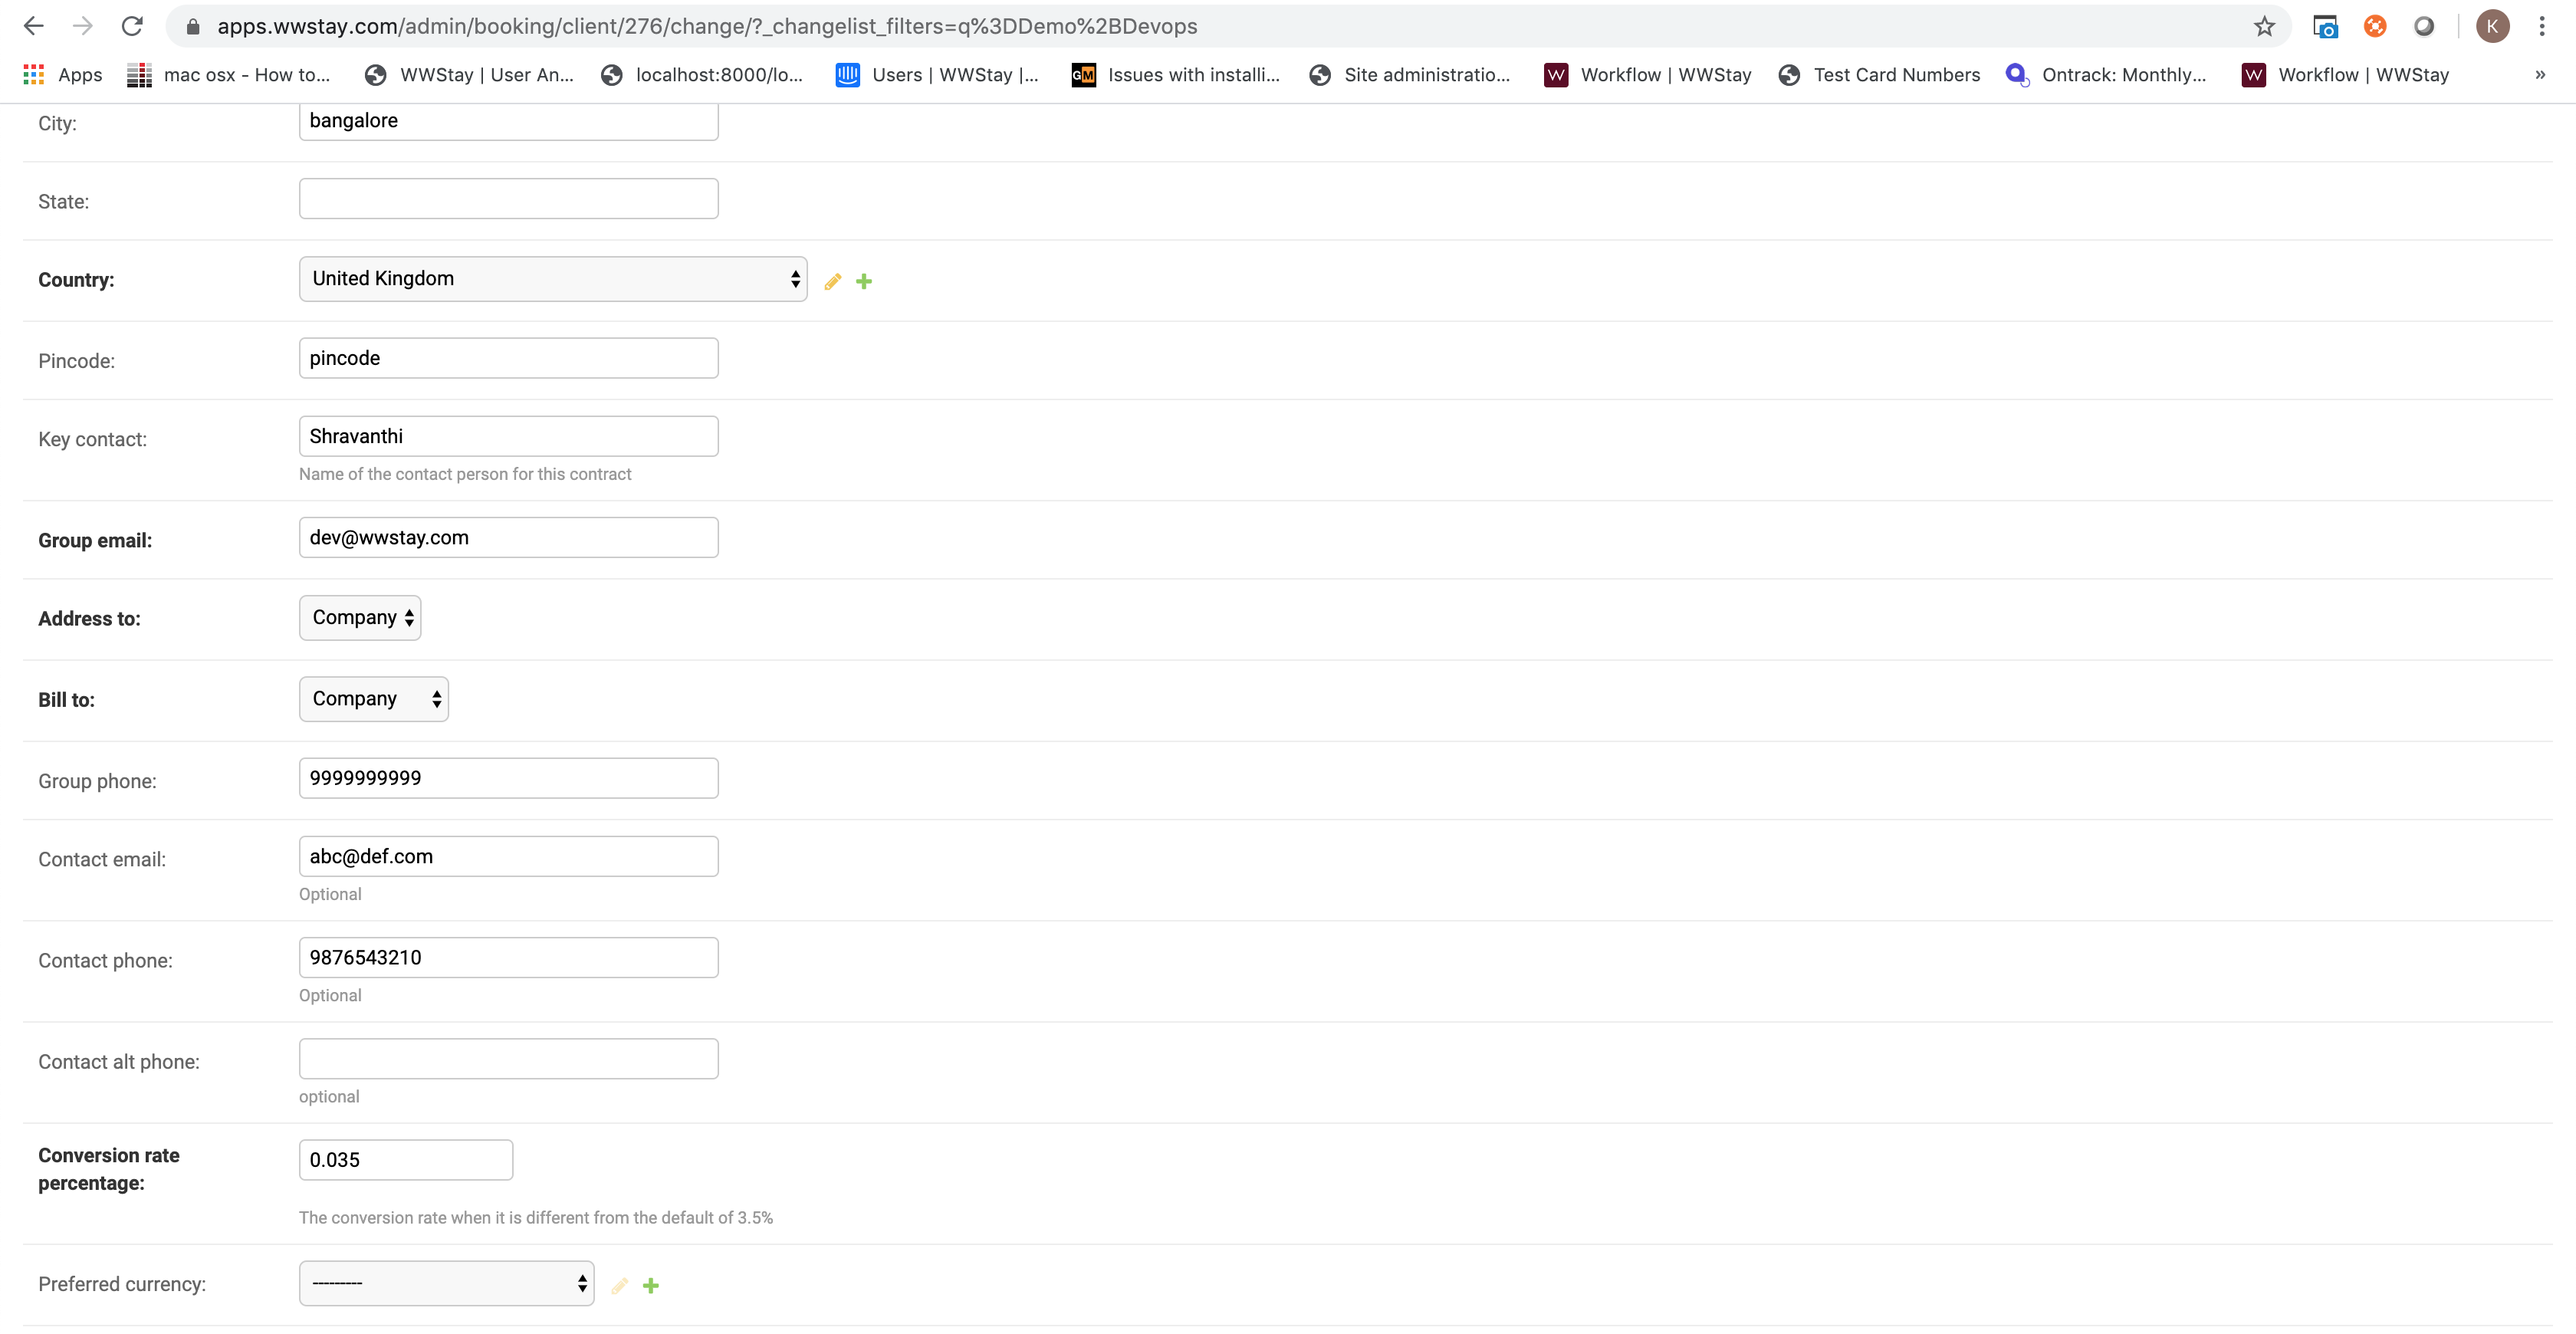 apps.wwstay.com/admin/booking/client/276/change/?_changelist_filters=q%3DDemo%2BDevops
K
Apps mac osx - How to... WWStay | User An... localhost:8000/lo... Users | WWStay |... GM Issues with installi... Site administratio... W Workflow | WWStay Test Card Numbers Ontrack: Monthly... W Workflow | WWStay »
City: bangalore
State:
Country: United Kingdom
Pincode: pincode
Key contact: Shravanthi
Name of the contact person for this contract
Group email: dev@wwstay.com
Address to: Company
Bill to: Company
Group phone: 9999999999
Contact email: abc@def.com
Optional
Contact phone: 9876543210
Optional
Contact alt phone:
optional
Conversion rate percentage: 0.035
The conversion rate when it is different from the default of 3.5%
Preferred currency: ---------